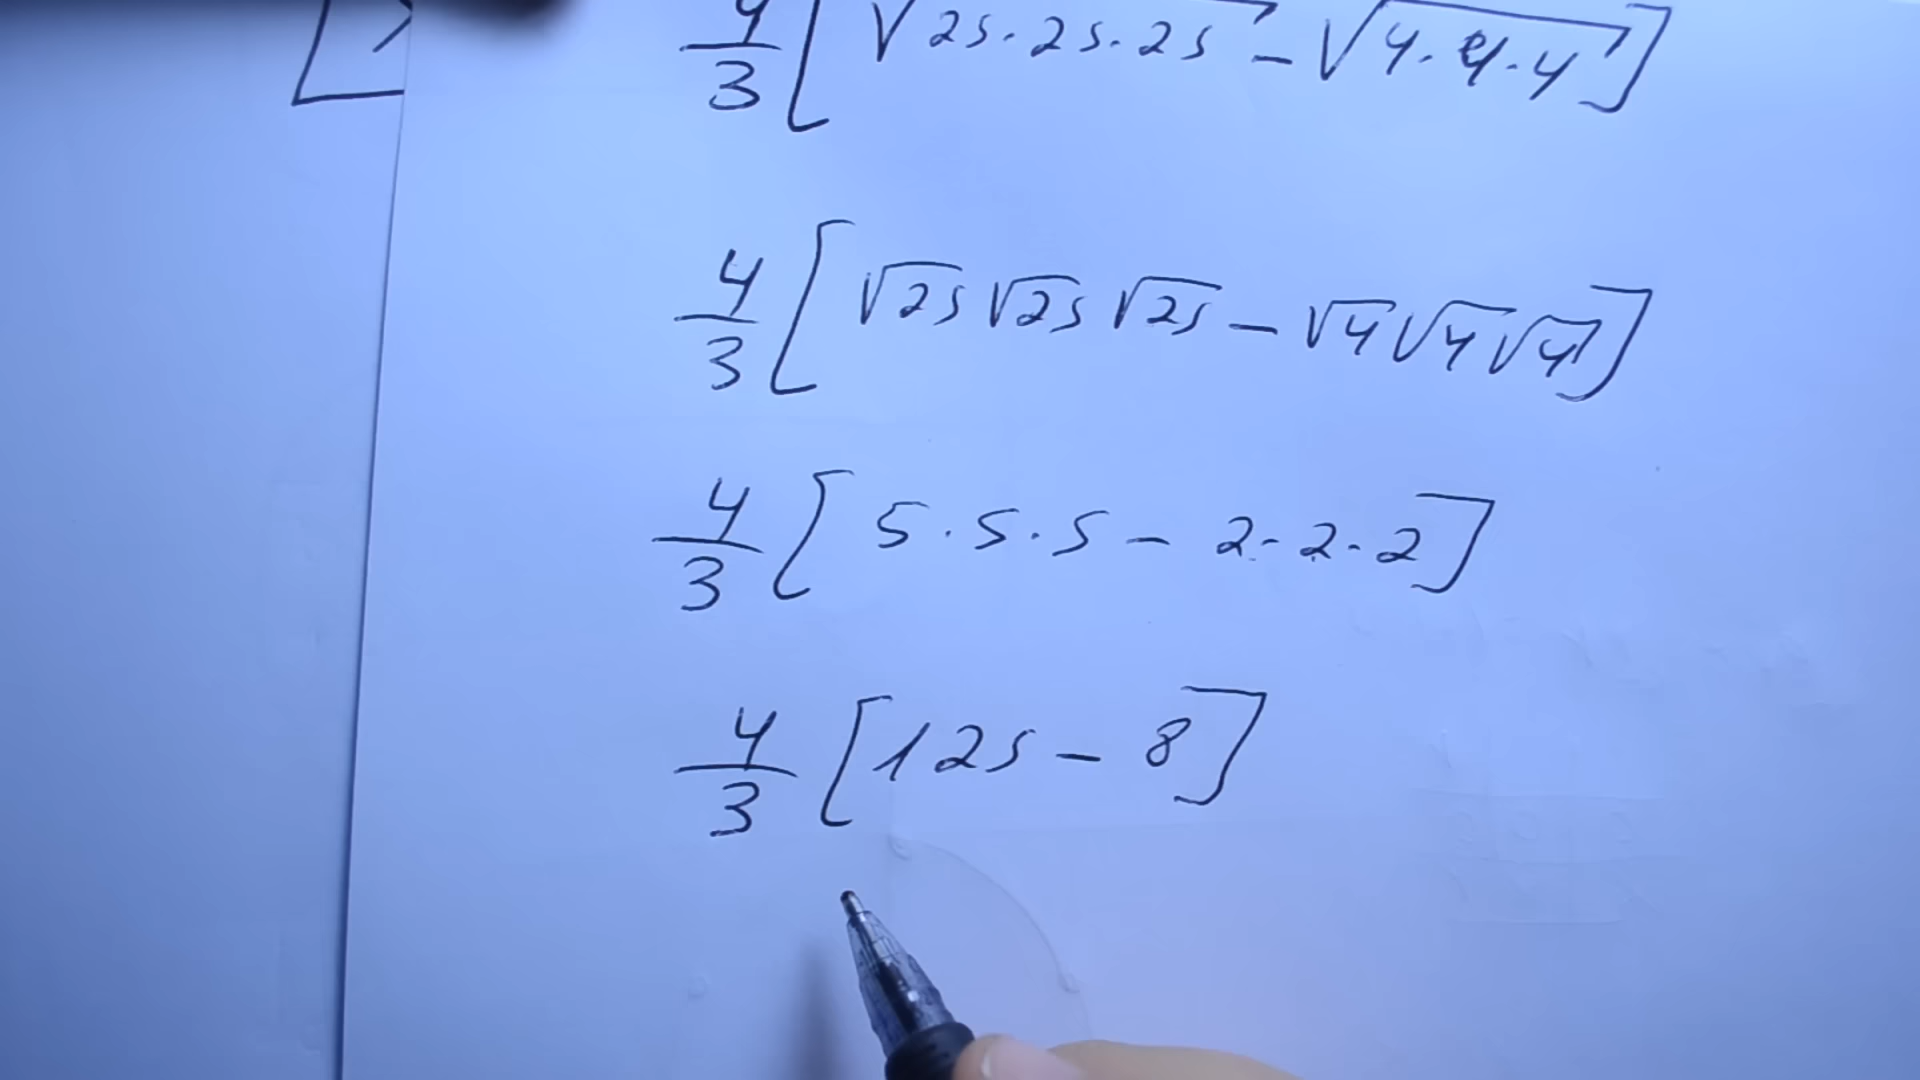 4/3 [√25·25·25 - √4·4·4]
4/3 [√25 √25 √25 - √4 √4 √4]
4/3 [5·5·5 - 2·2·2]
4/3 [125 - 8]